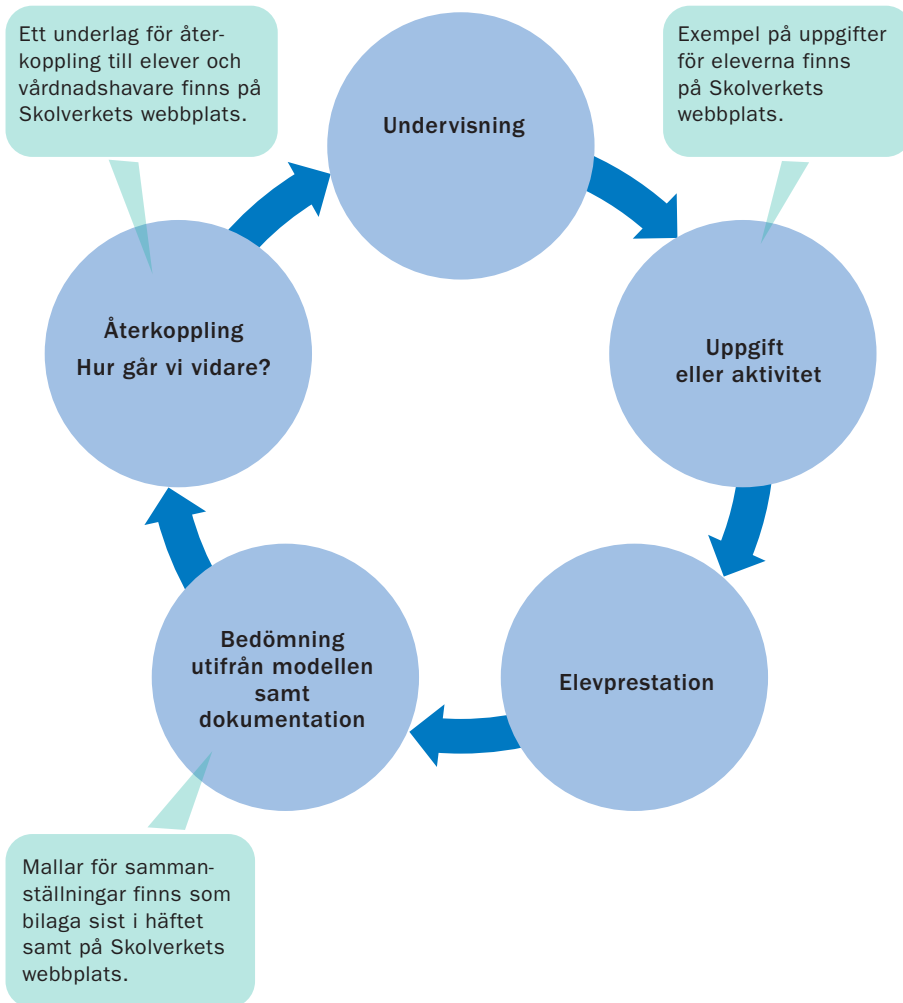 Ett underlag för åter-
koppling till elever och
vårdnadshavare finns på
Skolverkets webbplats.
Exempel på uppgifter
för eleverna finns
på Skolverkets
webbplats.
Undervisning
Uppgift
eller aktivitet
Elevprestation
Bedömning
utifrån modellen
samt
dokumentation
Återkoppling
Hur går vi vidare?
Mallar för samman-
ställningar finns som
bilaga sist i häftet
samt på Skolverkets
webbplats.